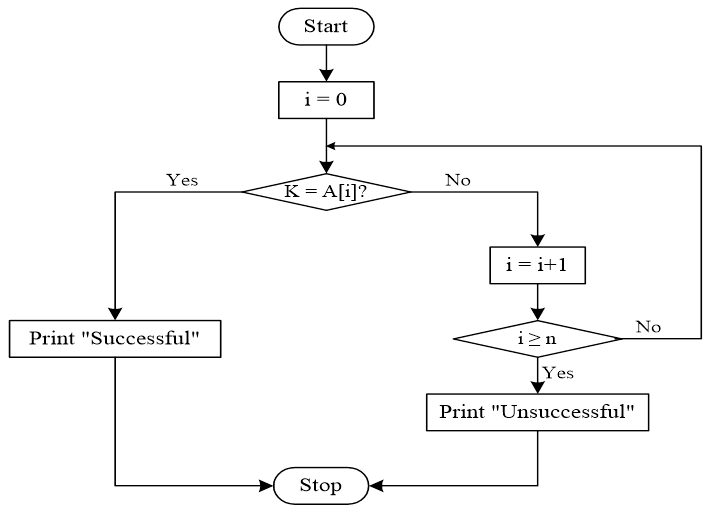 Start
i = 0
Yes
K = A[i]?
No
i = i+1
Print "Successful"
i ≥ n
No
Yes
Print "Unsuccessful"
Stop